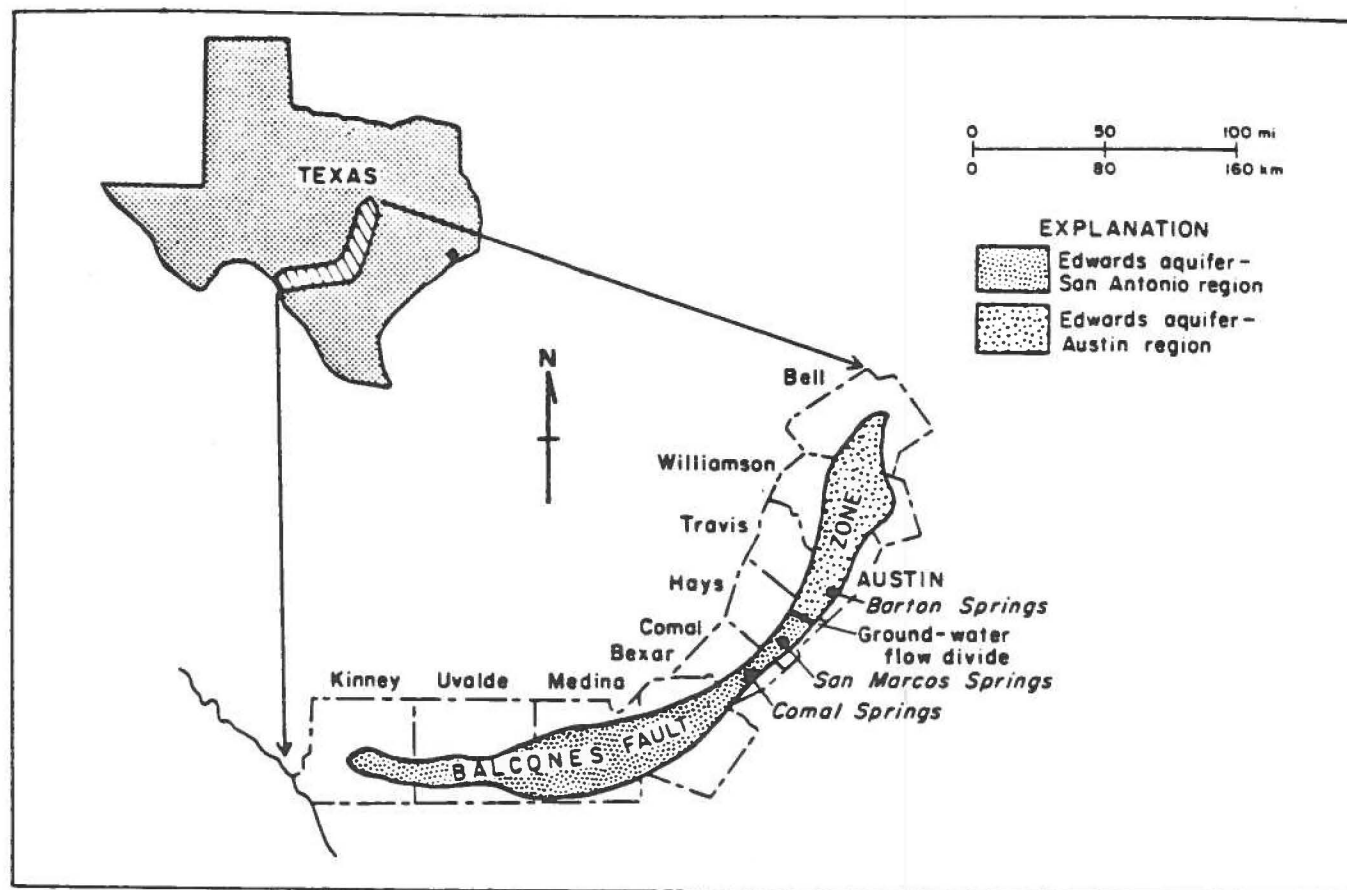 TEXAS
0 50 100 mi
0 80 160 km
EXPLANATION
Edwards aquifer–
San Antonio region
Edwards aquifer–
Austin region
N
Bell
Williamson
Travis
Hays
Comal
Bexar
Kinney Uvalde Medina
BALCONES FAULT ZONE
AUSTIN
Barton Springs
Ground-water
flow divide
San Marcos Springs
Comal Springs